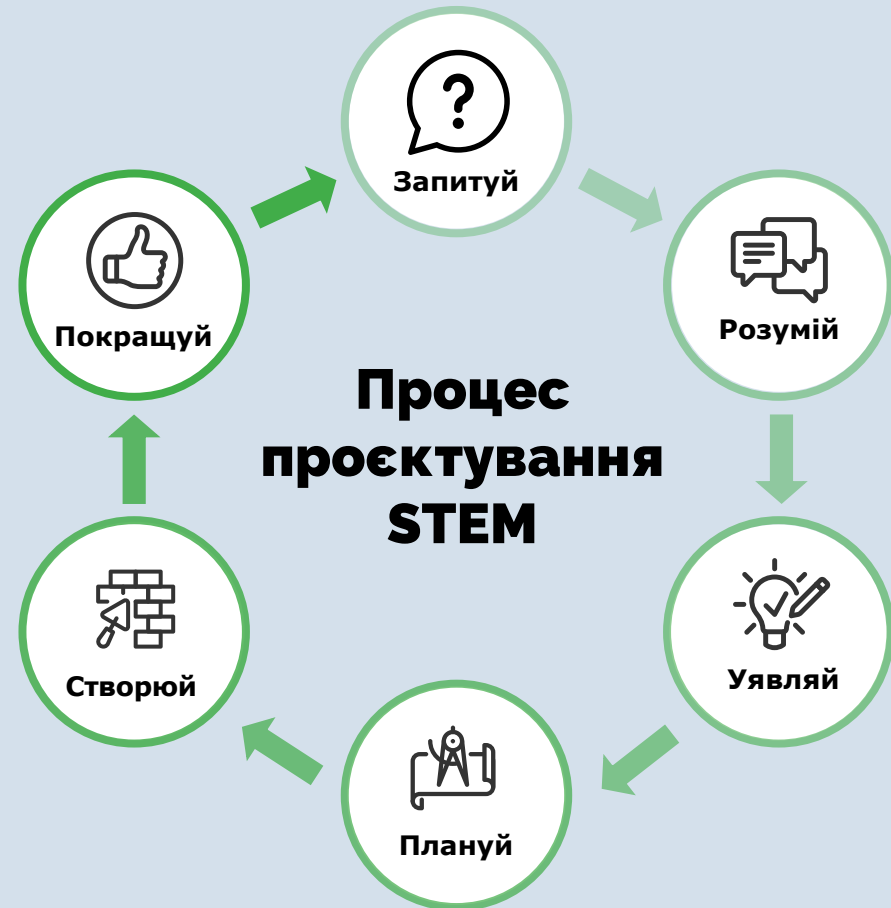 Запитуй
Розумій
Уявляй
Плануй
Створюй
Покращуй
Процес
проєктування
STEM